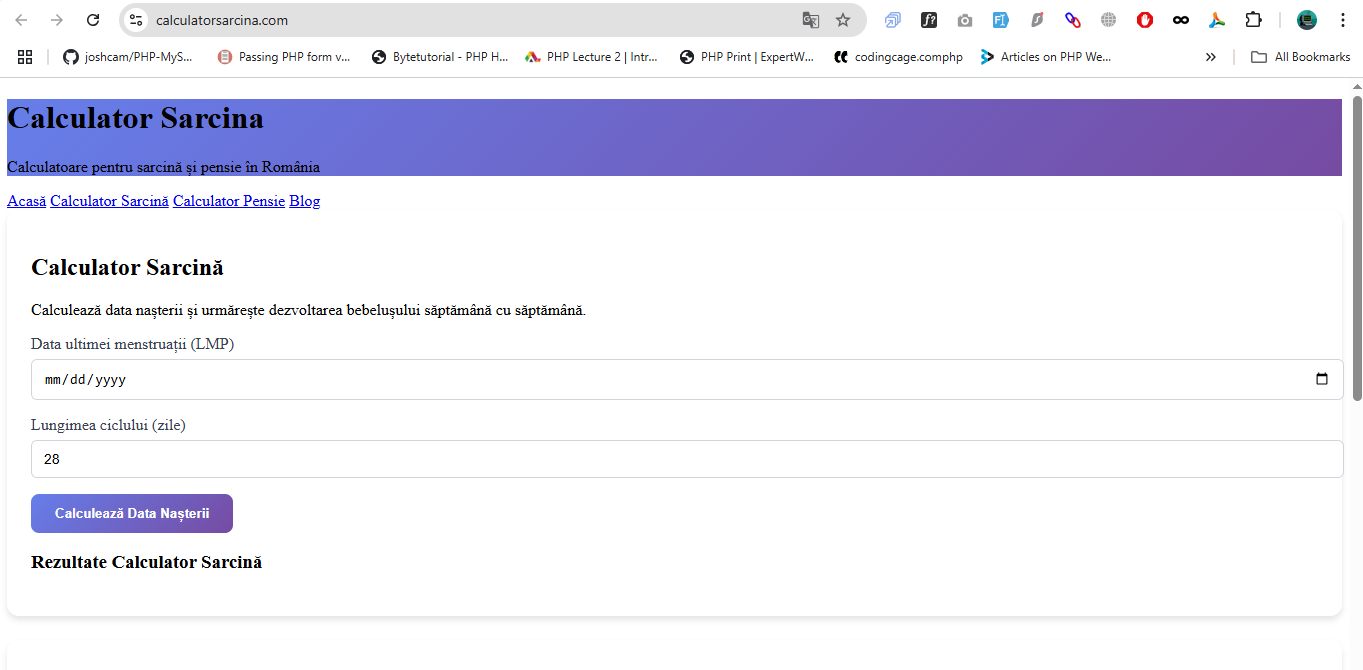 calculatorsarcina.com
joshcam/PHP-MyS... Passing PHP form v... Bytetutorial - PHP H... PHP Lecture 2 | Intr... PHP Print | ExpertW... codingcage.comphp Articles on PHP We... » All Bookmarks
Calculator Sarcina
Calculatoare pentru sarcină și pensie în România
Acasă Calculator Sarcină Calculator Pensie Blog
Calculator Sarcină
Calculează data nașterii și urmărește dezvoltarea bebelușului săptămână cu săptămână.
Data ultimei menstruații (LMP)
mm/dd/yyyy
Lungimea ciclului (zile)
28
Calculează Data Nașterii
Rezultate Calculator Sarcină